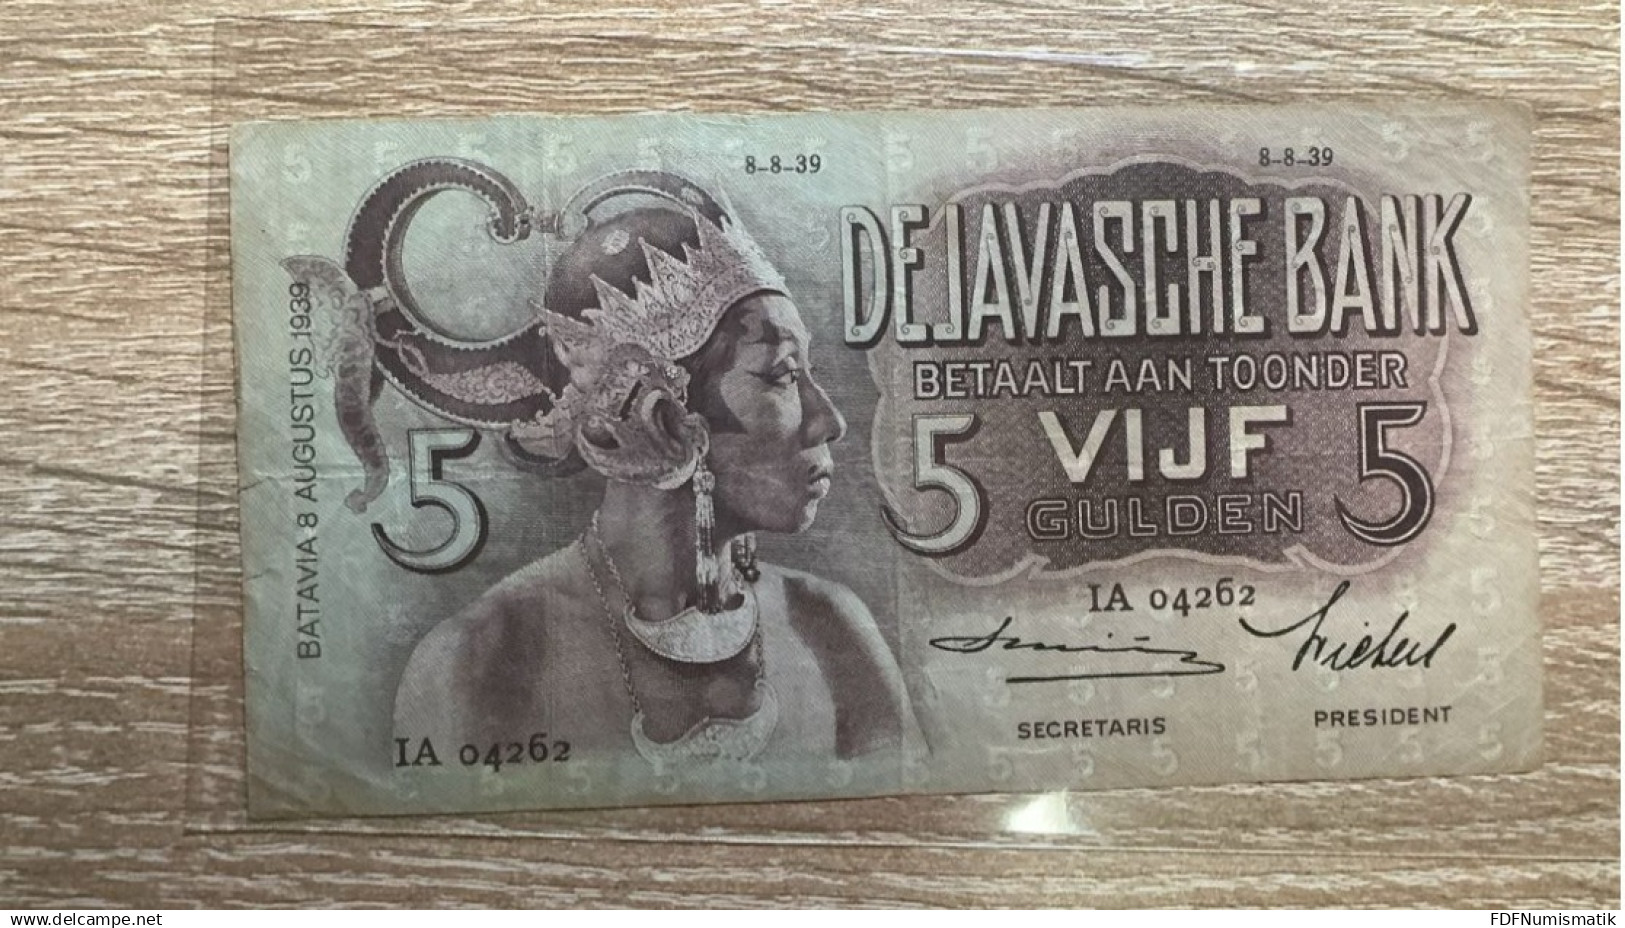 8-8-39
8-8-39
DE JAVASCHE BANK
BETAALT AAN TOONDER
5 VIJF 5
GULDEN
5
BATAVIA 8 AUGUSTUS 1939
IA 04262
IA 04262
SECRETARIS
PRESIDENT
www.delcampe.net
FDFNumismatik